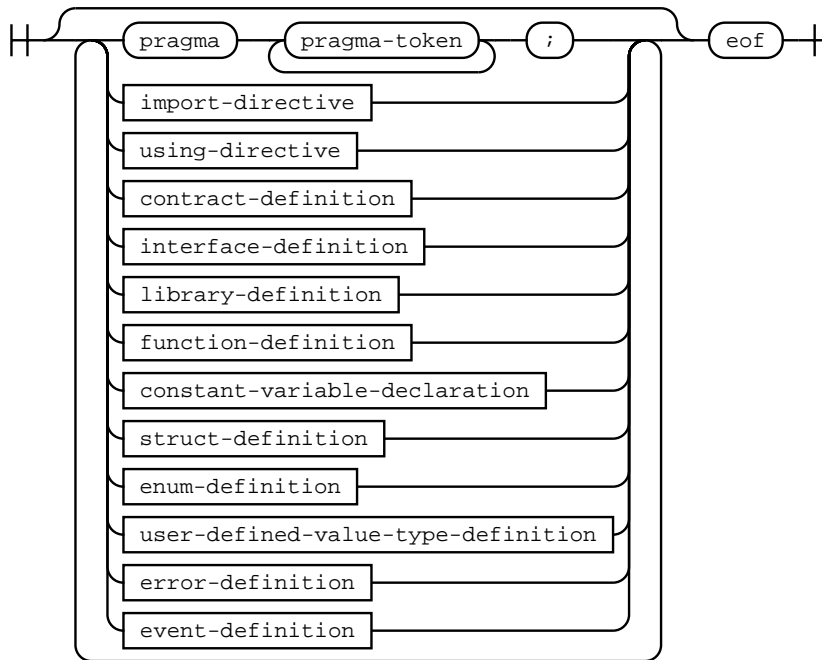 pragma pragma-token ; eof
import-directive
using-directive
contract-definition
interface-definition
library-definition
function-definition
constant-variable-declaration
struct-definition
enum-definition
user-defined-value-type-definition
error-definition
event-definition